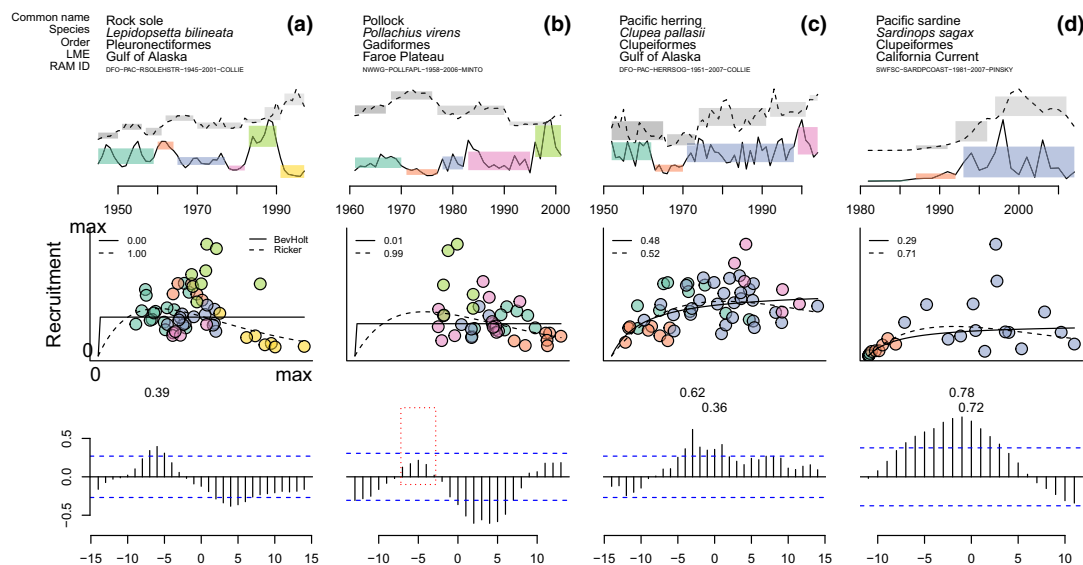 Common name
Species
Order
LME
RAM ID
Rock sole (a)
Lepidopsetta bilineata
Pleuronectiformes
Gulf of Alaska
DFO−PAC−RSOLEHSTR−1945−2001−COLLIE
Pollock (b)
Pollachius virens
Gadiformes
Faroe Plateau
NWWG−POLLFAPL−1958−2006−MINTO
Pacific herring (c)
Clupea pallasii
Clupeiformes
Gulf of Alaska
DFO−PAC−HERRSOG−1951−2007−COLLIE
Pacific sardine (d)
Sardinops sagax
Clupeiformes
California Current
SWFSC−SARDPCOAST−1981−2007−PINSKY
1950 1970 1990
1960 1970 1980 1990 2000
1950 1970 1990
1980 1990 2000
max
Recruitment
0
0 max
0.00 BevHolt
1.00 Ricker
0.01
0.99
0.48
0.52
0.29
0.71
0.39
0.62
0.36
0.78
0.72
0.5
0.0
−0.5
−15 −10 −5 0 5 10 15
−10 −5 0 5 10
−15 −10 −5 0 5 10 15
−10 −5 0 5 10